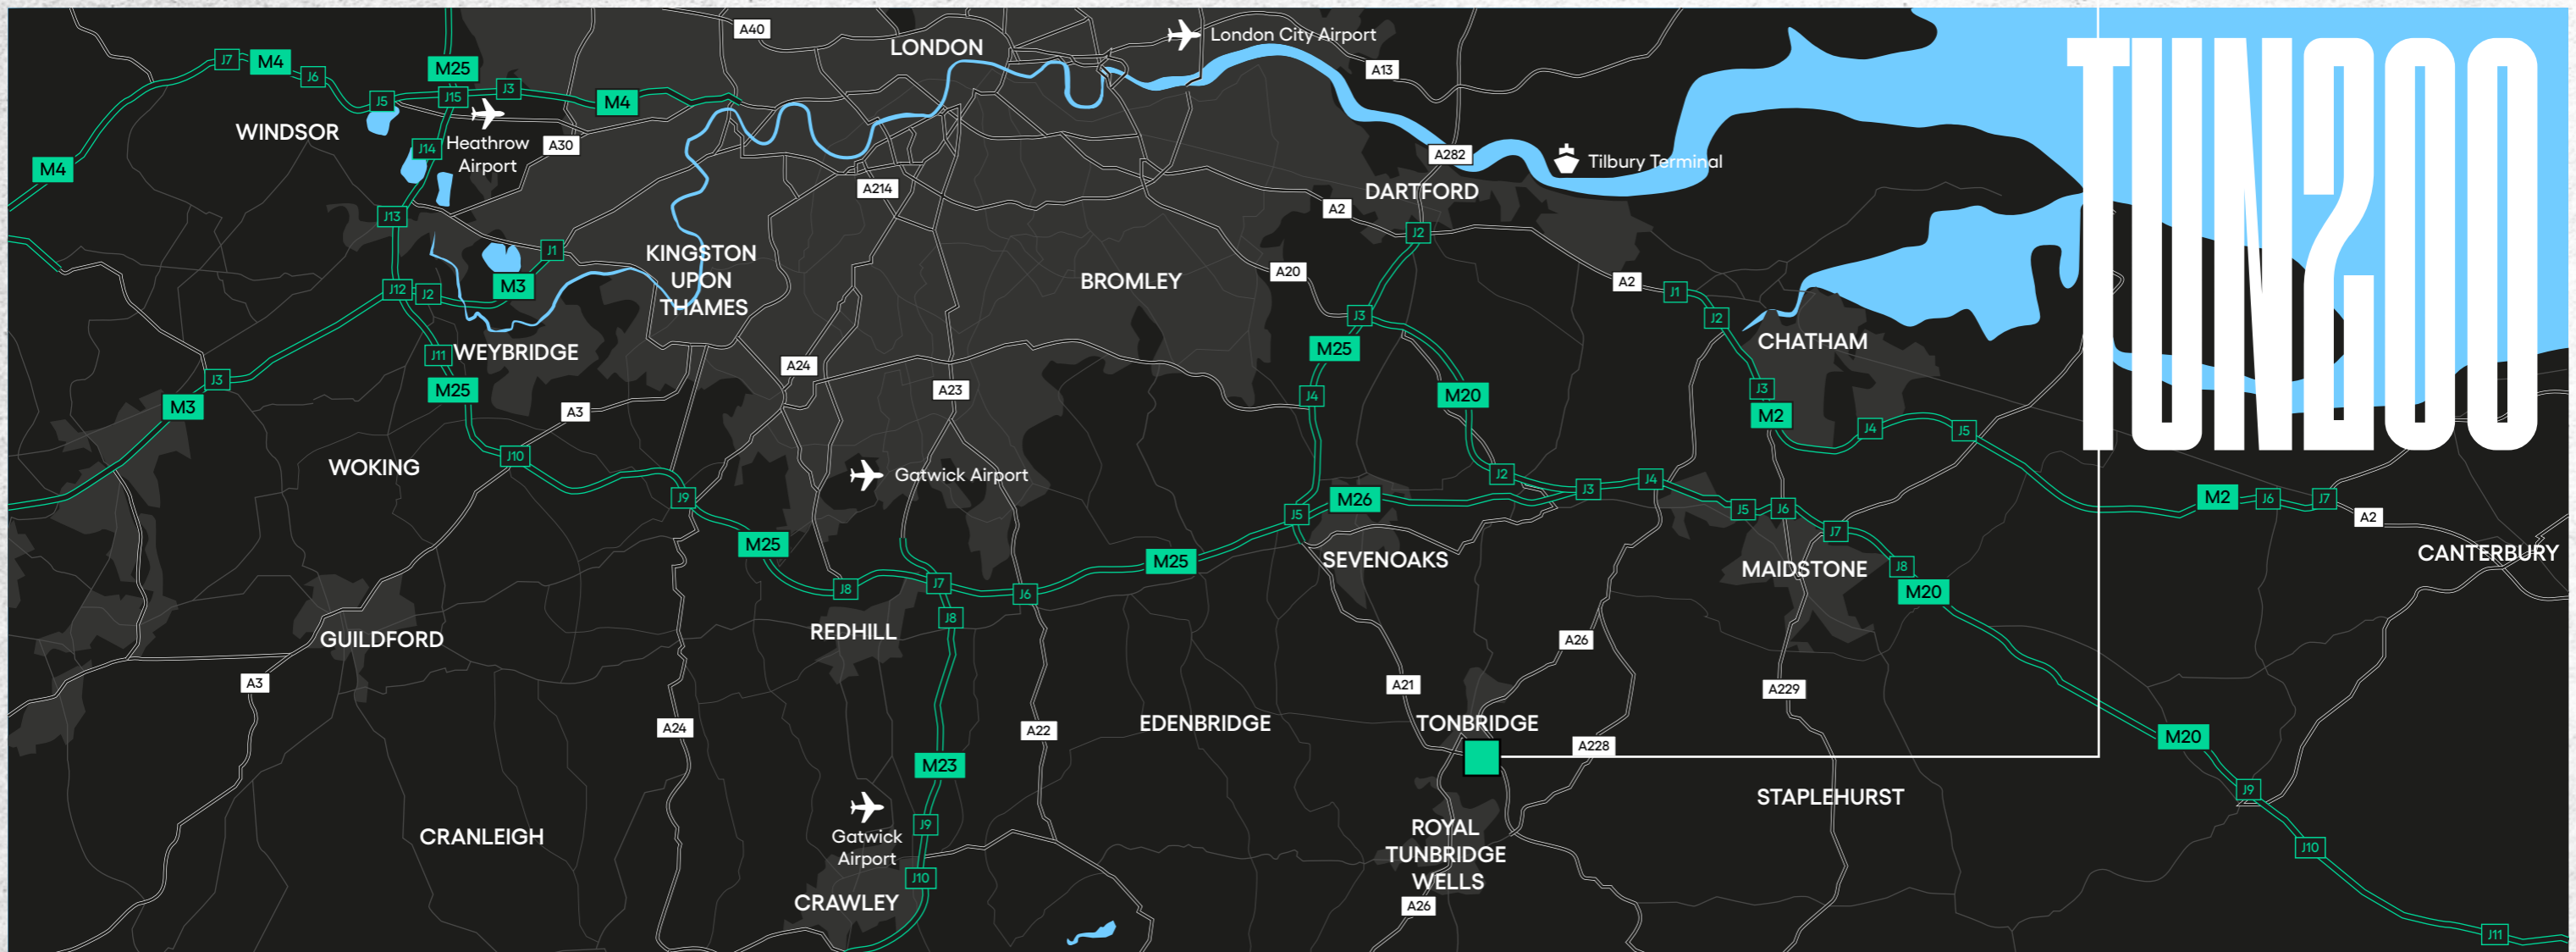 A40
LONDON
London City Airport
J7
M4
J6
M25
A13
TUN200
J5
J15
J3
M4
WINDSOR
Heathrow
Airport
J14
A30
A282
Tilbury Terminal
M4
A214
DARTFORD
A2
J13
J2
J1
KINGSTON
UPON
THAMES
A20
BROMLEY
A2
J12
J2
M3
J1
J3
J2
CHATHAM
J11
WEYBRIDGE
M25
A24
J3
M25
A23
J4
M20
J3
M3
A3
M2
J4
J5
J10
WOKING
Gatwick Airport
J2
J4
J3
J9
M26
M2
J6
J7
J5
J5
J6
A2
M25
J7
CANTERBURY
M25
SEVENOAKS
MAIDSTONE
J8
J8
J7
J6
M20
J8
REDHILL
GUILDFORD
A26
A3
A21
A229
A24
A22
EDENBRIDGE
TONBRIDGE
A228
M20
M23
STAPLEHURST
J9
Gatwick
Airport
J9
CRANLEIGH
ROYAL
TUNBRIDGE
WELLS
J10
J10
CRAWLEY
A26
J11